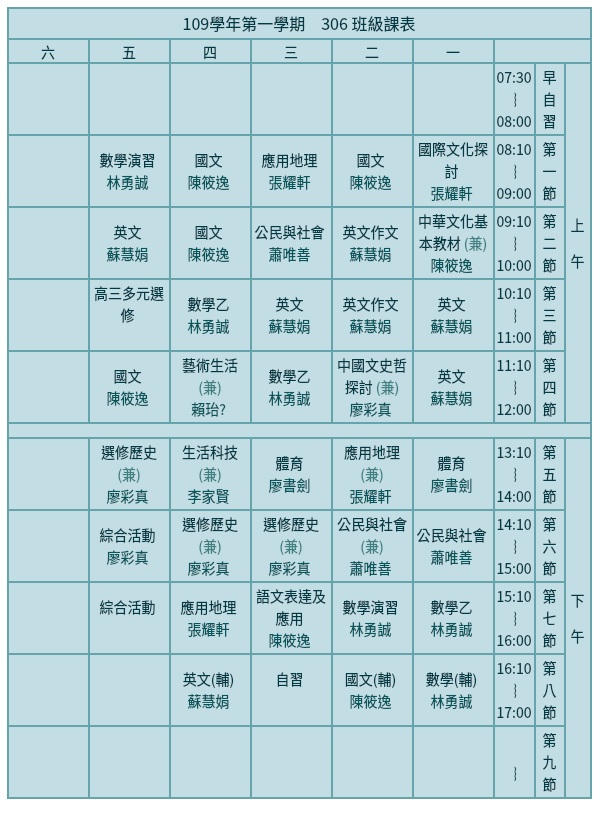 109學年第一學期 306 班級課表
六 五 四 三 二 一
07:30
⌇
08:00
早
自
習
上
午
數學演習
林勇誠
國文
陳筱逸
應用地理
張耀軒
國文
陳筱逸
國際文化探
討
張耀軒
08:10
⌇
09:00
第
一
節
英文
蘇慧娟
國文
陳筱逸
公民與社會
蕭唯善
英文作文
蘇慧娟
中華文化基
本教材 (兼)
陳筱逸
09:10
⌇
10:00
第
二
節
高三多元選
修
數學乙
林勇誠
英文
蘇慧娟
英文作文
蘇慧娟
英文
蘇慧娟
10:10
⌇
11:00
第
三
節
國文
陳筱逸
藝術生活
(兼)
賴珆?
數學乙
林勇誠
中國文史哲
探討 (兼)
廖彩真
英文
蘇慧娟
11:10
⌇
12:00
第
四
節
選修歷史
(兼)
廖彩真
生活科技
(兼)
李家賢
體育
廖書劍
應用地理
(兼)
張耀軒
體育
廖書劍
13:10
⌇
14:00
第
五
節
下
午
綜合活動
廖彩真
選修歷史
(兼)
廖彩真
選修歷史
(兼)
廖彩真
公民與社會
(兼)
蕭唯善
公民與社會
蕭唯善
14:10
⌇
15:00
第
六
節
綜合活動
應用地理
張耀軒
語文表達及
應用
陳筱逸
數學演習
林勇誠
數學乙
林勇誠
15:10
⌇
16:00
第
七
節
英文(輔)
蘇慧娟
自習
國文(輔)
陳筱逸
數學(輔)
林勇誠
16:10
⌇
17:00
第
八
節
⌇
第
九
節